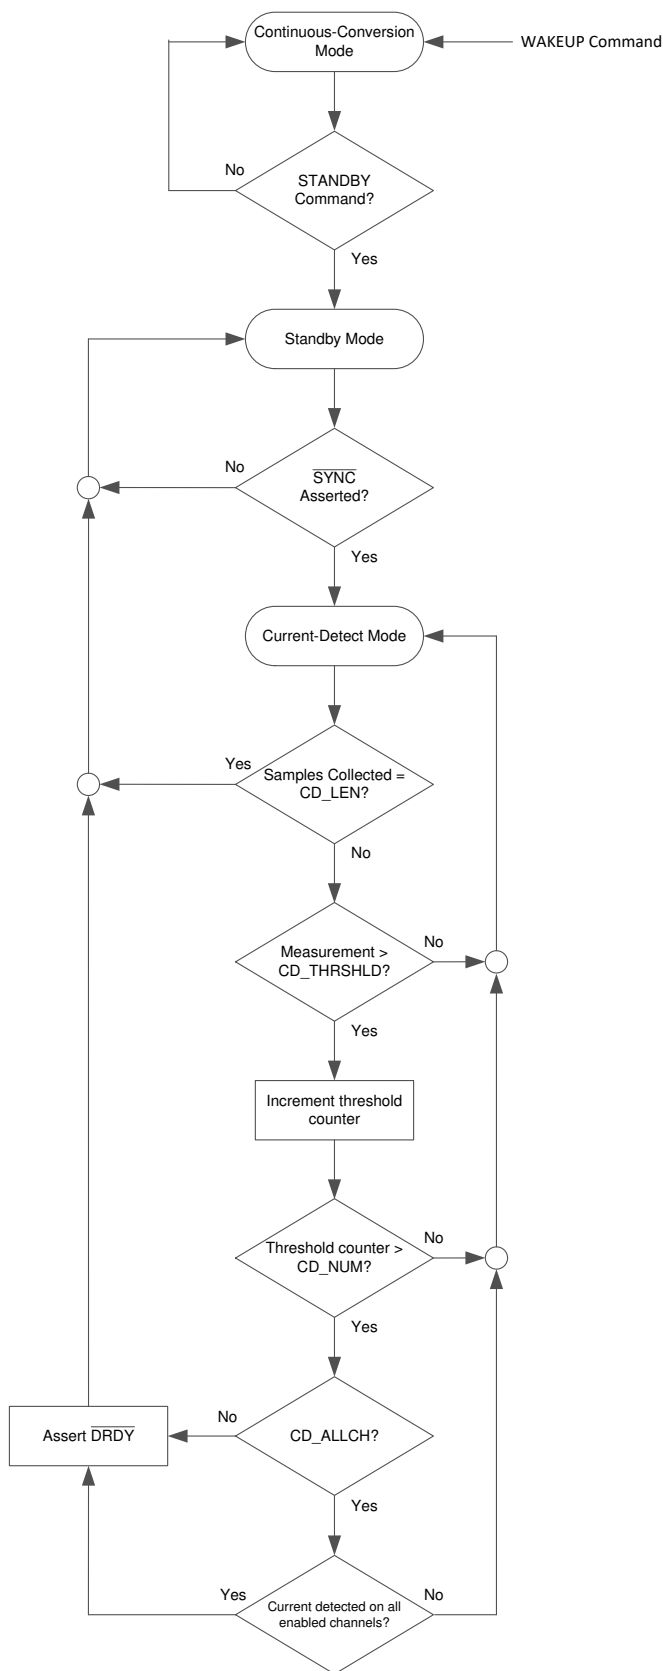 Continuous-Conversion
Mode
WAKEUP Command
No
STANDBY
Command?
Yes
Standby Mode
No
SYNC
Asserted?
Yes
Current-Detect Mode
Yes
Samples Collected =
CD_LEN?
No
Measurement >
CD_THRSHLD?
No
Yes
Increment threshold
counter
Threshold counter >
CD_NUM?
No
Yes
Assert DRDY
No
CD_ALLCH?
Yes
Yes
Current detected on all
enabled channels?
No